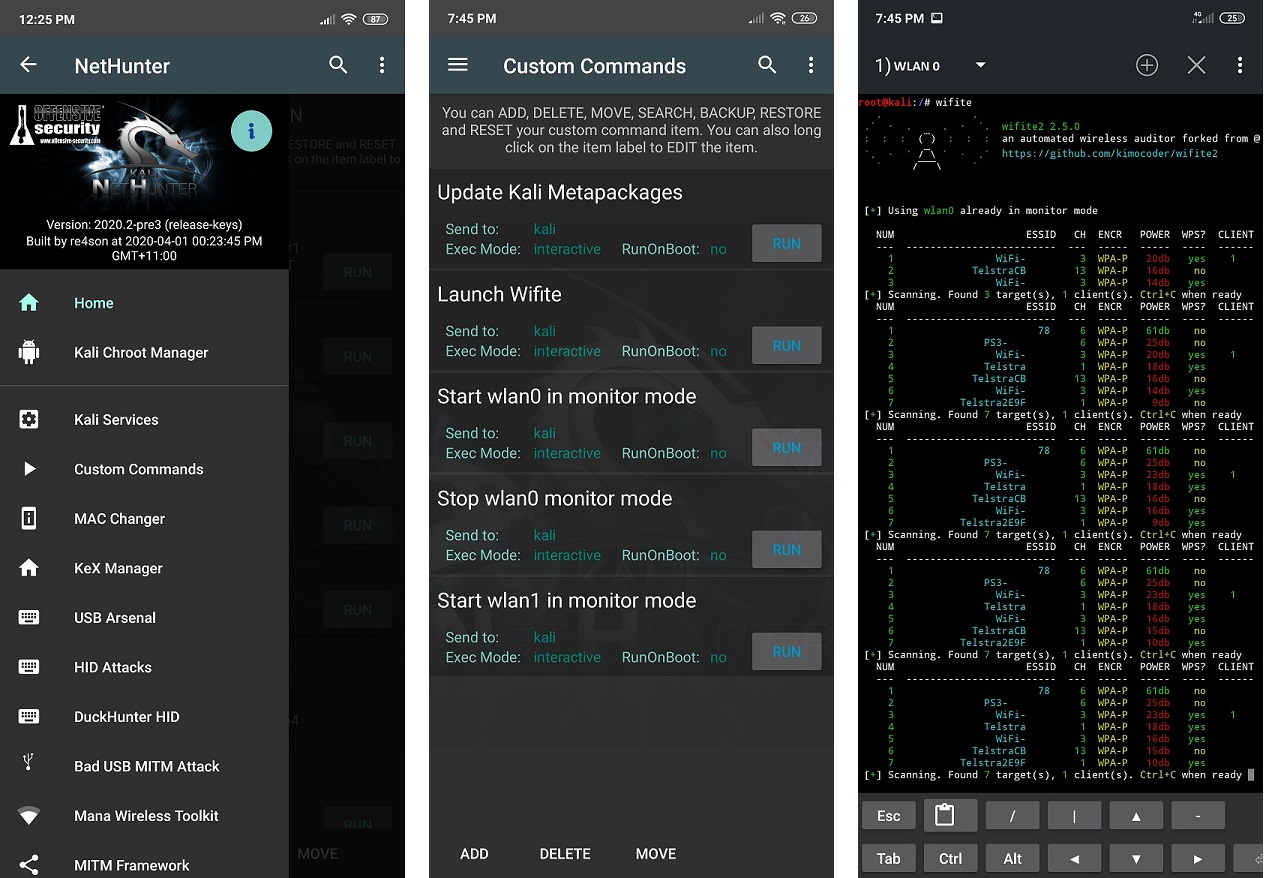 12:25 PM
87
NetHunter
OFFENSIVE
security
www.offensive-security.com
i
KALI
NETHUNTER
Version: 2020.2-pre3 (release-keys)
Built by re4son at 2020-04-01 00:23:45 PM
GMT+11:00
Home
Kali Chroot Manager
Kali Services
Custom Commands
MAC Changer
KeX Manager
USB Arsenal
HID Attacks
DuckHunter HID
Bad USB MITM Attack
Mana Wireless Toolkit
MITM Framework
N
ESTORE and RESET
k on the item label to
RUN
RUN
RUN
RUN
RUN
RUN
MOVE
7:45 PM
26
Custom Commands
You can ADD, DELETE, MOVE, SEARCH, BACKUP, RESTORE
and RESET your custom command item. You can also long
click on the item label to EDIT the item.
Update Kali Metapackages
Send to: kali
Exec Mode: interactive RunOnBoot: no
RUN
Launch Wifite
Send to: kali
Exec Mode: interactive RunOnBoot: no
RUN
Start wlan0 in monitor mode
Send to: kali
Exec Mode: interactive RunOnBoot: no
RUN
Stop wlan0 monitor mode
Send to: kali
Exec Mode: interactive RunOnBoot: no
RUN
Start wlan1 in monitor mode
Send to: kali
Exec Mode: interactive RunOnBoot: no
RUN
ADD DELETE MOVE
7:45 PM
4G
25
1) WLAN 0
root@kali:/# wifite
wifite2 2.5.0
an automated wireless auditor forked from @
https://github.com/kimocoder/wifite2
[+] Using wlan0 already in monitor mode
NUM ESSID CH ENCR POWER WPS? CLIENT
--- ------------------------- --- ---- ----- ---- ------
1 WiFi- 3 WPA-P 20db yes 1
2 TelstraCB 13 WPA-P 16db no
3 WiFi- 3 WPA-P 14db yes
[+] Scanning. Found 3 target(s), 1 client(s). Ctrl+C when ready
NUM ESSID CH ENCR POWER WPS? CLIENT
--- ------------------------- --- ---- ----- ---- ------
1 78 6 WPA-P 61db no
2 PS3- 6 WPA-P 25db no
3 WiFi- 3 WPA-P 20db yes 1
4 Telstra 1 WPA-P 18db yes
5 TelstraCB 13 WPA-P 16db no
6 WiFi- 3 WPA-P 14db yes
7 Telstra2E9F 1 WPA-P 9db no
[+] Scanning. Found 7 target(s), 1 client(s). Ctrl+C when ready
NUM ESSID CH ENCR POWER WPS? CLIENT
--- ------------------------- --- ---- ----- ---- ------
1 78 6 WPA-P 61db no
2 PS3- 6 WPA-P 25db no
3 WiFi- 3 WPA-P 23db yes 1
4 Telstra 1 WPA-P 18db yes
5 TelstraCB 13 WPA-P 16db no
6 WiFi- 3 WPA-P 16db yes
7 Telstra2E9F 1 WPA-P 9db yes
[+] Scanning. Found 7 target(s), 1 client(s). Ctrl+C when ready
NUM ESSID CH ENCR POWER WPS? CLIENT
--- ------------------------- --- ---- ----- ---- ------
1 78 6 WPA-P 61db no
2 PS3- 6 WPA-P 25db no
3 WiFi- 3 WPA-P 23db yes 1
4 Telstra 1 WPA-P 18db yes
5 WiFi- 3 WPA-P 16db yes
6 TelstraCB 13 WPA-P 15db no
7 Telstra2E9F 1 WPA-P 10db yes
[+] Scanning. Found 7 target(s), 1 client(s). Ctrl+C when ready
NUM ESSID CH ENCR POWER WPS? CLIENT
--- ------------------------- --- ---- ----- ---- ------
1 78 6 WPA-P 61db no
2 PS3- 6 WPA-P 25db no
3 WiFi- 3 WPA-P 23db yes 1
4 Telstra 1 WPA-P 18db yes
5 WiFi- 3 WPA-P 16db yes
6 TelstraCB 13 WPA-P 15db no
7 Telstra2E9F 1 WPA-P 10db yes
[+] Scanning. Found 7 target(s), 1 client(s). Ctrl+C when ready
Esc / | ▲ -
Tab Ctrl Alt ◄ ▼ ►